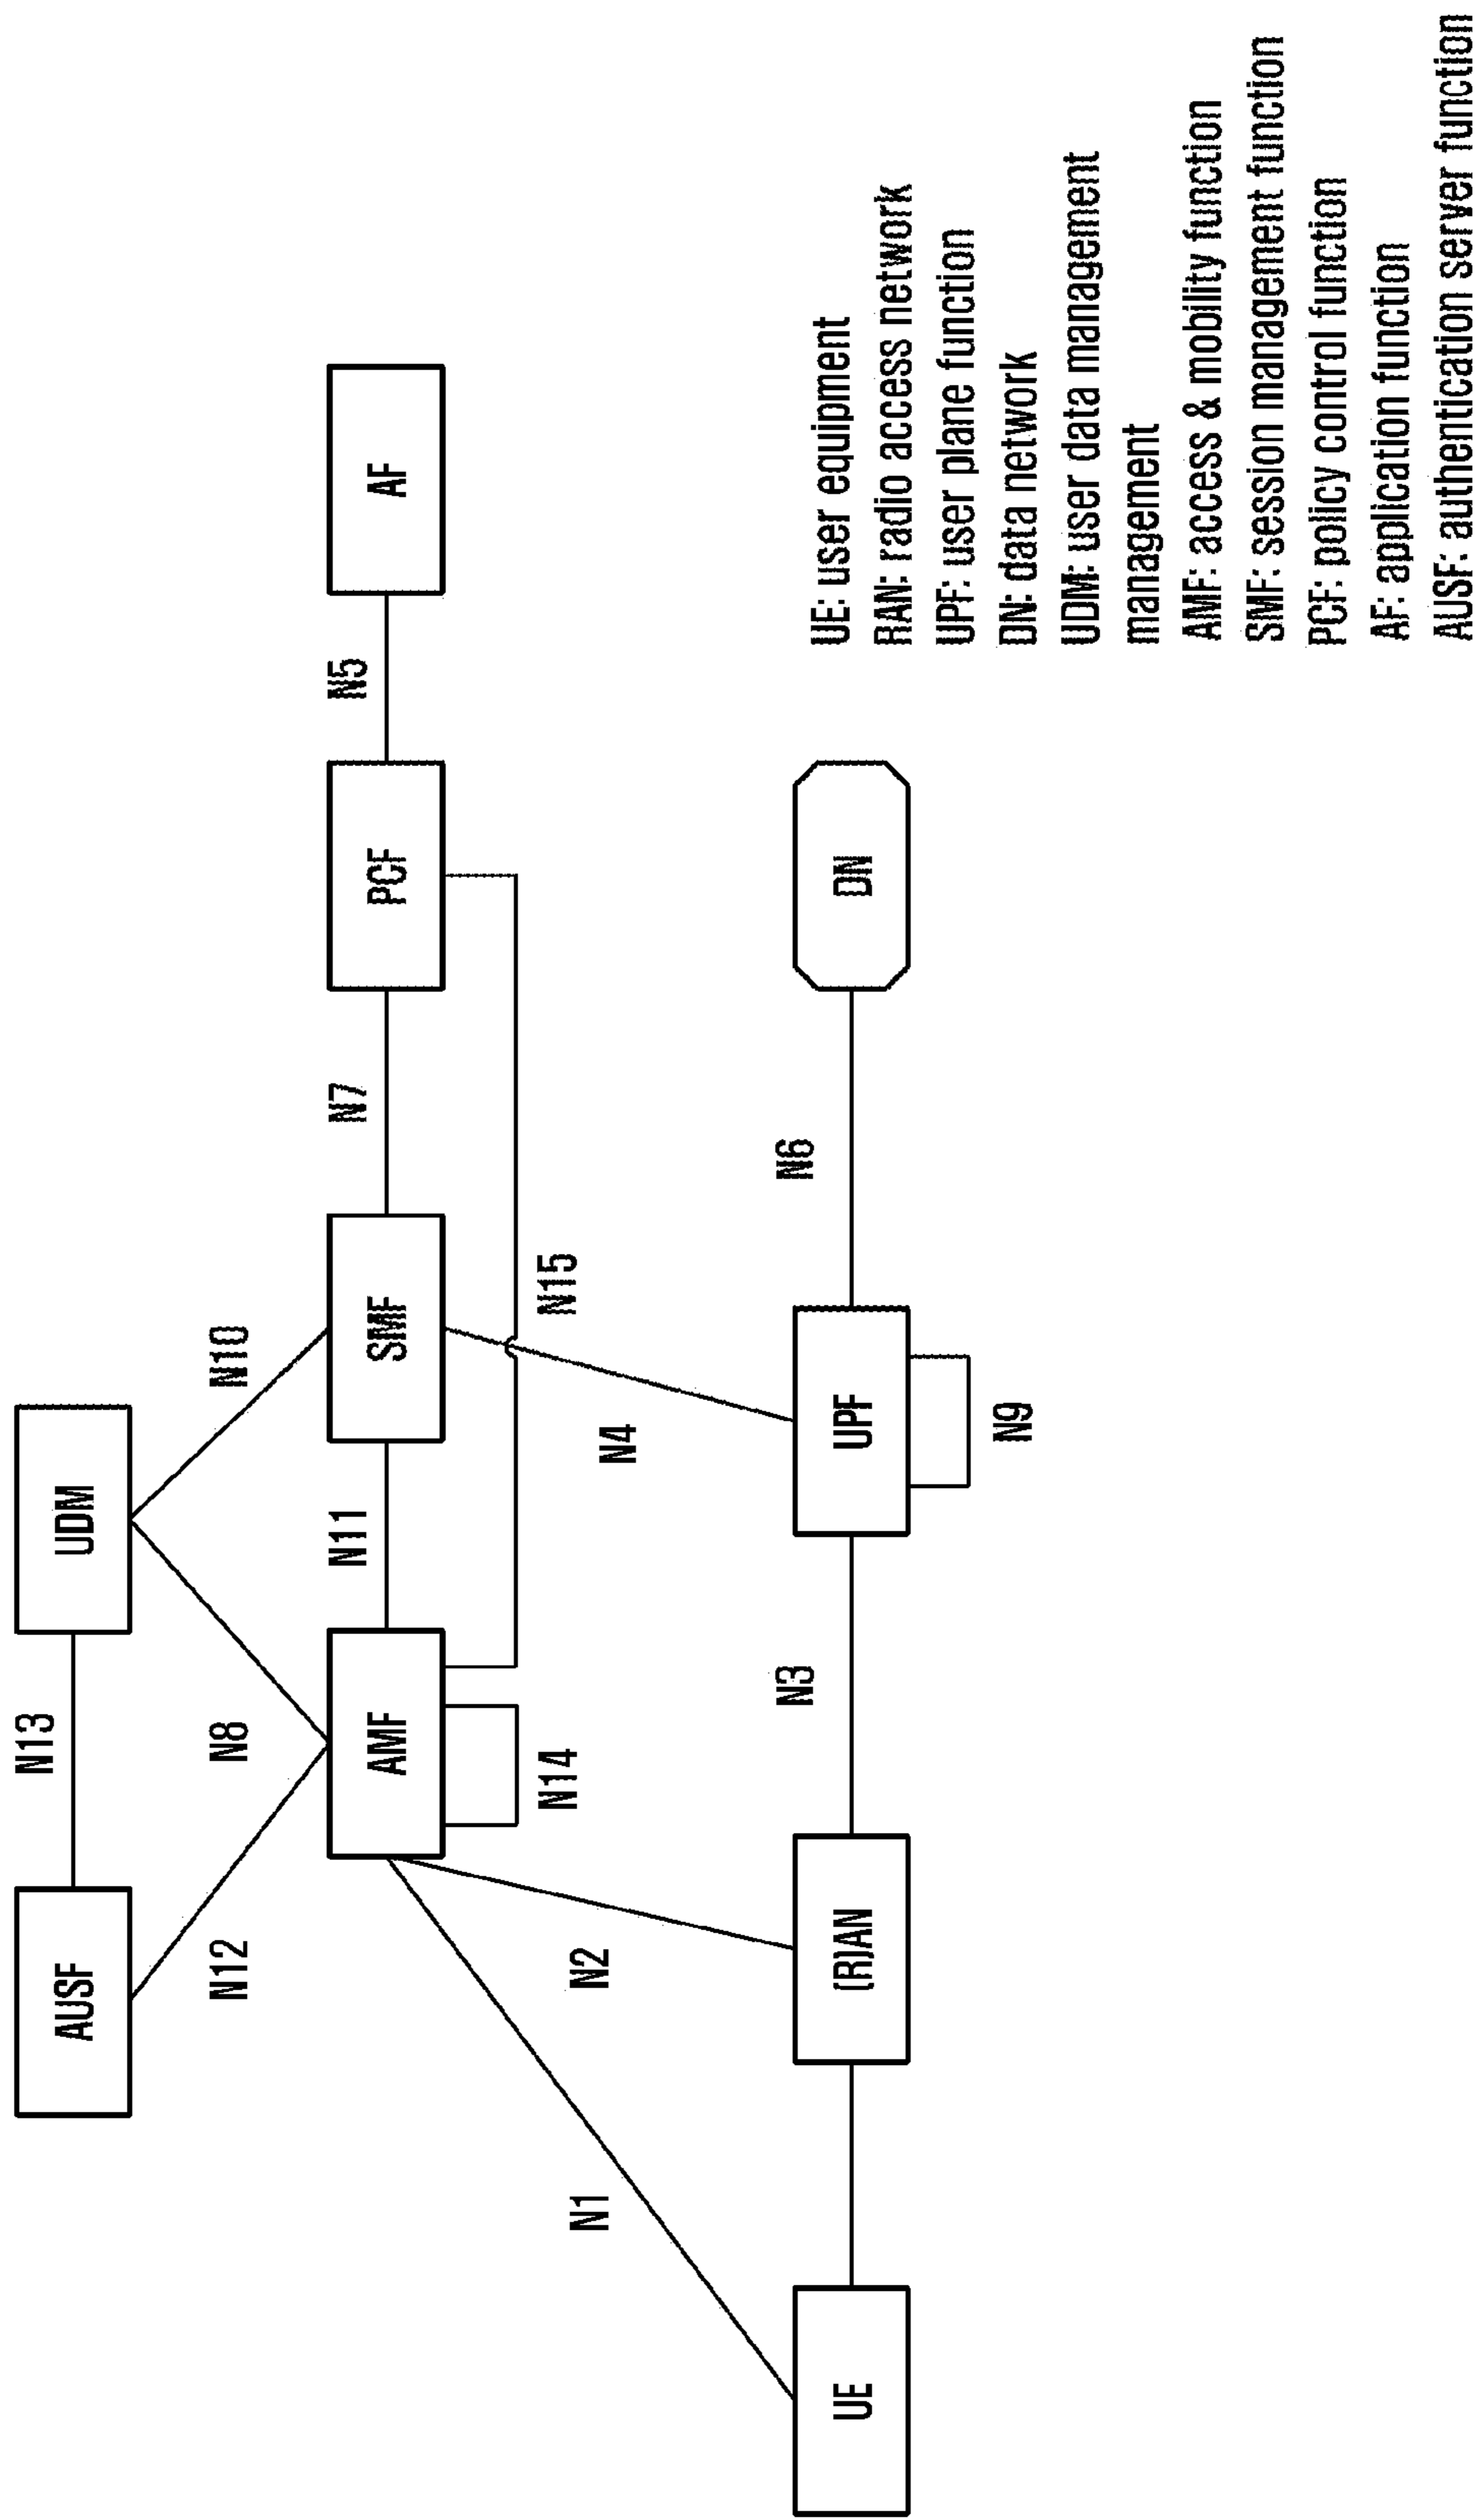 AUSF
N13
UDM
N12
N8
N10
AMF
N11
SMF
N7
PCF
N5
AF
N14
N15
N1
N2
N4
UE
(R)AN
N3
UPF
N6
DN
N9
UE: user equipment
RAN: radio access network
UPF: user plane function
DN: data network
UDM: user data management
management
AMF: access & mobility function
SMF: session management function
PCF: policy control function
AF: application function
AUSF: authentication server function